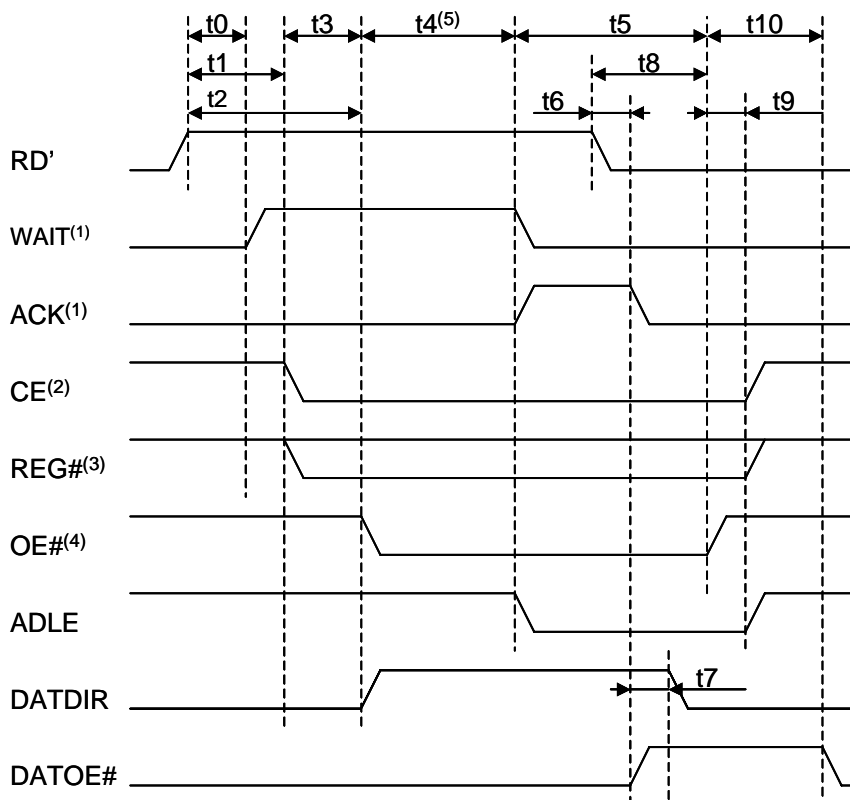 t0 t3 t4(5) t5 t10
t1 t8
t2 t6 t9
RD’
WAIT(1)
ACK(1)
CE(2)
REG#(3)
OE#(4)
ADLE
DATDIR t7
DATOE#